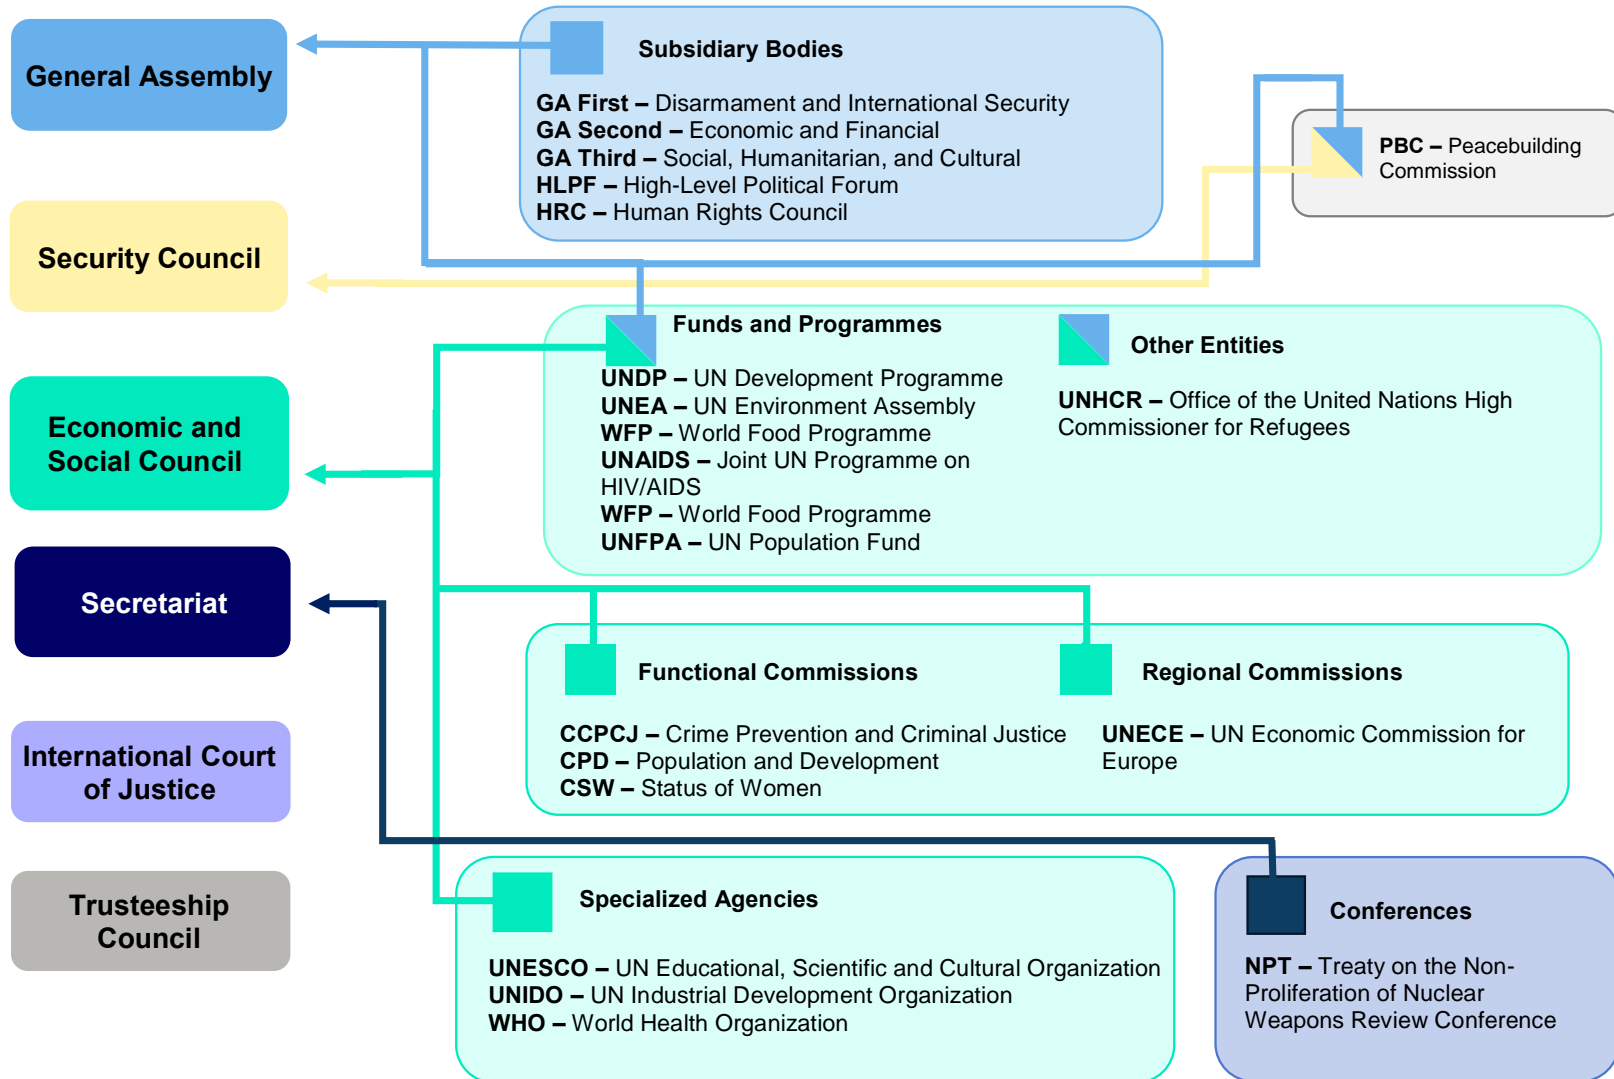 General Assembly
Security Council
Economic and
Social Council
Secretariat
International Court
of Justice
Trusteeship
Council
Subsidiary Bodies
GA First – Disarmament and International Security
GA Second – Economic and Financial
GA Third – Social, Humanitarian, and Cultural
HLPF – High-Level Political Forum
HRC – Human Rights Council
PBC – Peacebuilding
Commission
Funds and Programmes
UNDP – UN Development Programme
UNEA – UN Environment Assembly
WFP – World Food Programme
UNAIDS – Joint UN Programme on
HIV/AIDS
WFP – World Food Programme
UNFPA – UN Population Fund
Other Entities
UNHCR – Office of the United Nations High
Commissioner for Refugees
Functional Commissions
CCPCJ – Crime Prevention and Criminal Justice
CPD – Population and Development
CSW – Status of Women
Regional Commissions
UNECE – UN Economic Commission for
Europe
Specialized Agencies
UNESCO – UN Educational, Scientific and Cultural Organization
UNIDO – UN Industrial Development Organization
WHO – World Health Organization
Conferences
NPT – Treaty on the Non-
Proliferation of Nuclear
Weapons Review Conference